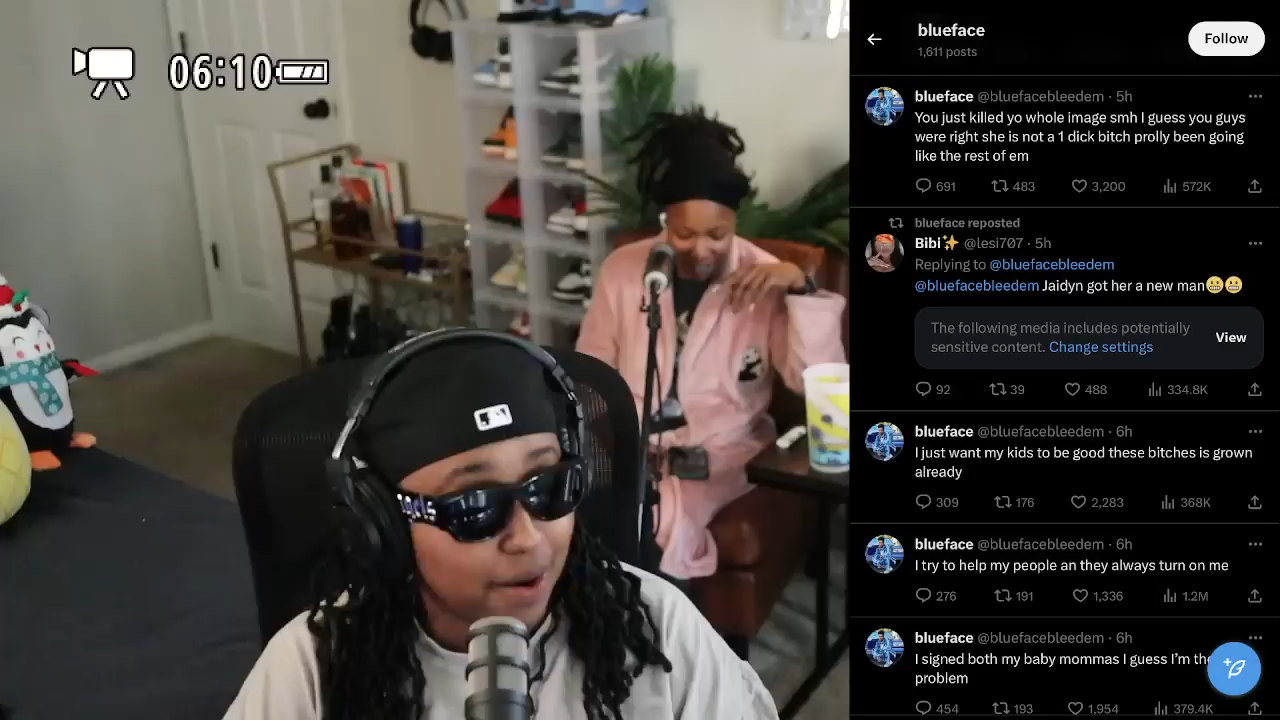 06:10
blueface
1,611 posts
Follow
blueface @bluefacebleedem · 5h
You just killed yo whole image smh I guess you guys
were right she is not a 1 dick bitch prolly been going
like the rest of em
691 483 3,200 572K
blueface reposted
Bibi✨ @lesi707 · 5h
Replying to @bluefacebleedem
@bluefacebleedem Jaidyn got her a new man😬😬
The following media includes potentially
sensitive content. Change settings
View
92 39 488 334.8K
blueface @bluefacebleedem · 6h
I just want my kids to be good these bitches is grown
already
309 176 2,283 368K
blueface @bluefacebleedem · 6h
I try to help my people an they always turn on me
276 191 1,336 1.2M
blueface @bluefacebleedem · 6h
I signed both my baby mommas I guess I'm
problem
454 193 1,954 379.4K